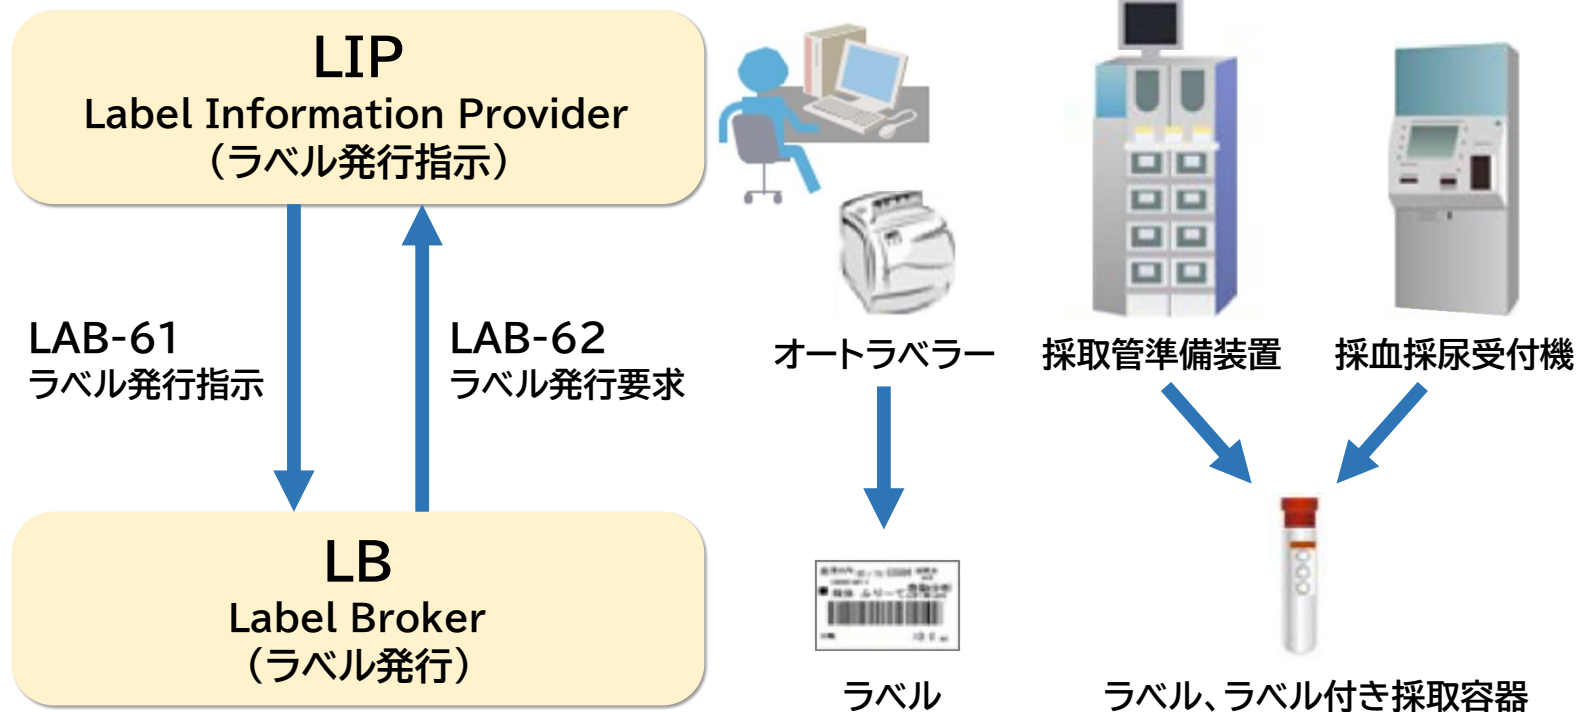 LIP
Label Information Provider
(ラベル発行指示)
LAB-61
ラベル発行指示
LAB-62
ラベル発行要求
LB
Label Broker
(ラベル発行)
オートラベラー
採取管準備装置
採血採尿受付機
ラベル
ラベル、ラベル付き採取容器